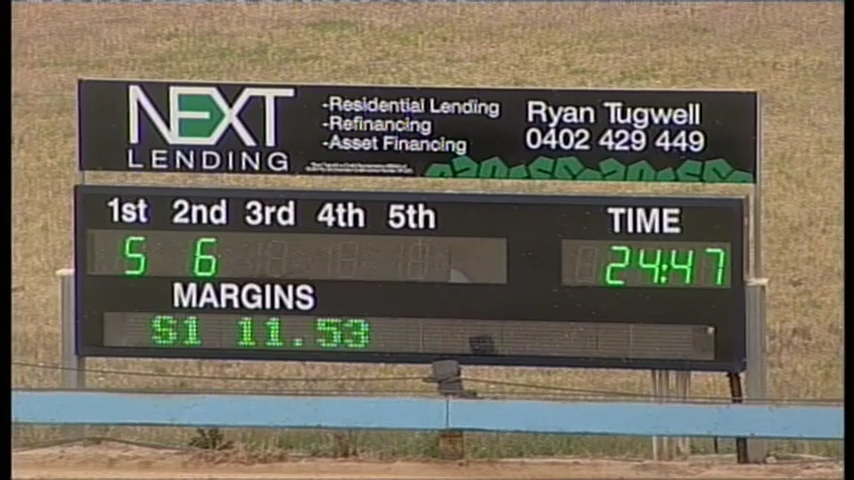 NEXT
LENDING
-Residential Lending
-Refinancing
-Asset Financing
Ryan Tugwell
0402 429 449
1st 2nd 3rd 4th 5th TIME
5 6 24:47
MARGINS
S1 11.53